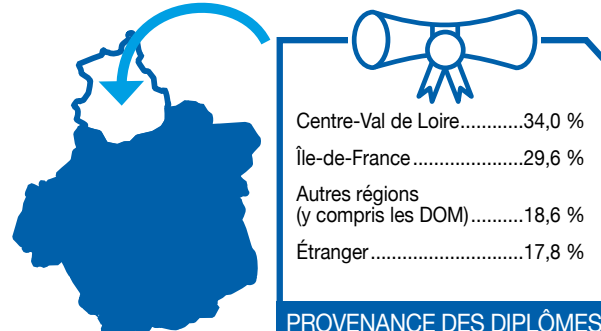 Centre-Val de Loire............34,0 %
Île-de-France....................29,6 %
Autres régions
(y compris les DOM)..........18,6 %
Étranger............................17,8 %
PROVENANCE DES DIPLÔMES